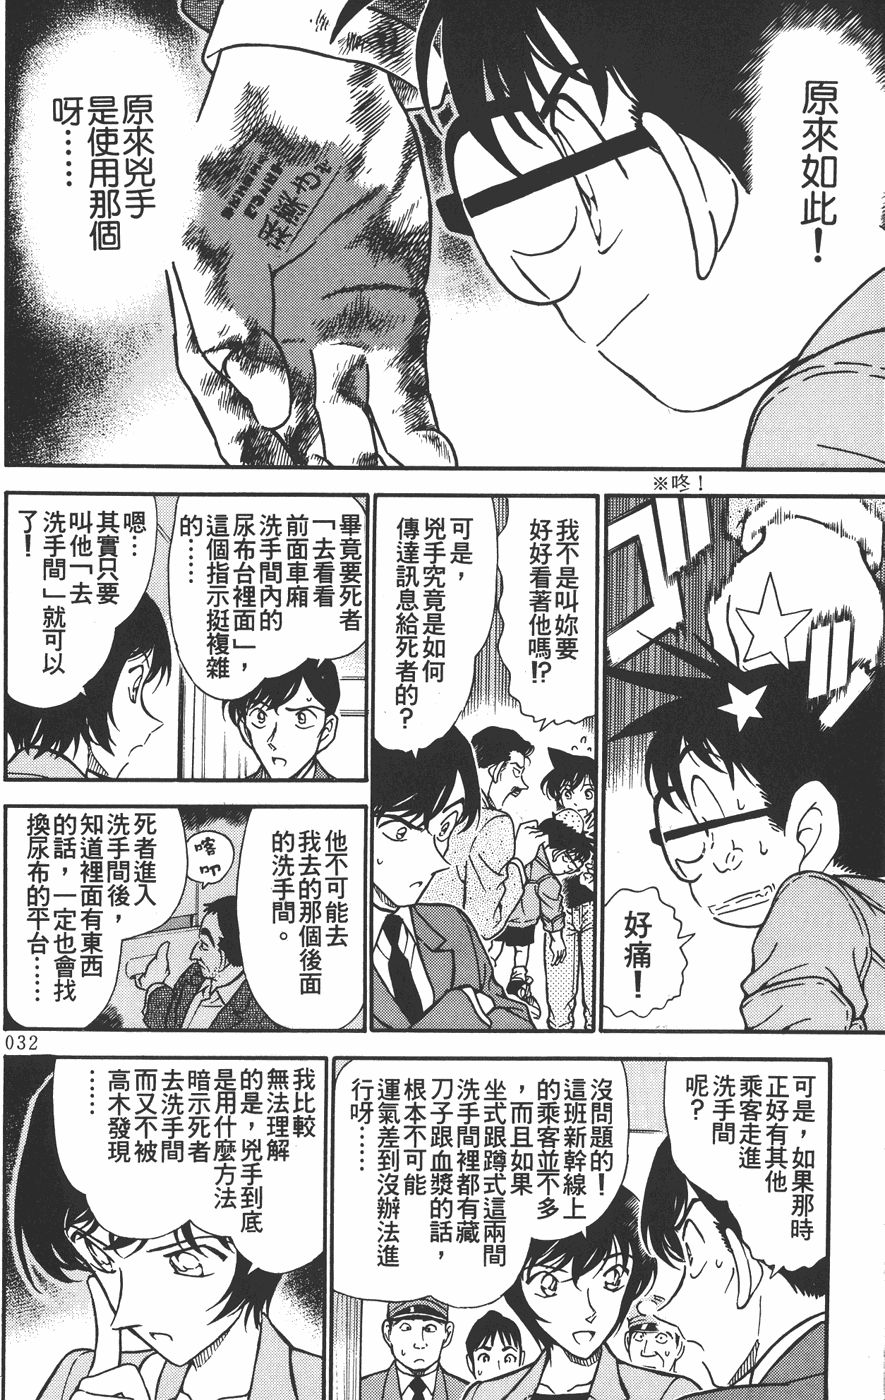 原來如此！
原來兇手
是使用那個
呀……
※咚！
好痛！
我不是叫妳要
好好看著他嗎!?
可是，
兇手究竟是如何
傳達訊息給死者的？
畢竟要死者
「去看看
前面車廂
洗手間內的
尿布台裡面」，
這個指示挺複雜
的……
嗯…
其實只要
叫他「去
洗手間」就可以
了！
他不可能去
我去的那個後面
的洗手間。
喀
叩
死者進入
洗手間後，
知道裡面有東西
的話，一定也會找
換尿布的平台……
032
可是，如果那時
正好有其他
乘客走進
洗手間
呢？
沒問題的！
這班新幹線上
的乘客並不多
，而且如果
坐式跟蹲式這兩間
洗手間裡都有藏
刀子跟血漿的話，
根本不可能
運氣差到沒辦法進
行呀……
我比較
無法理解
的是，兇手到底
是用什麼方法
暗示死者
去洗手間
而又不被
高木發現
……